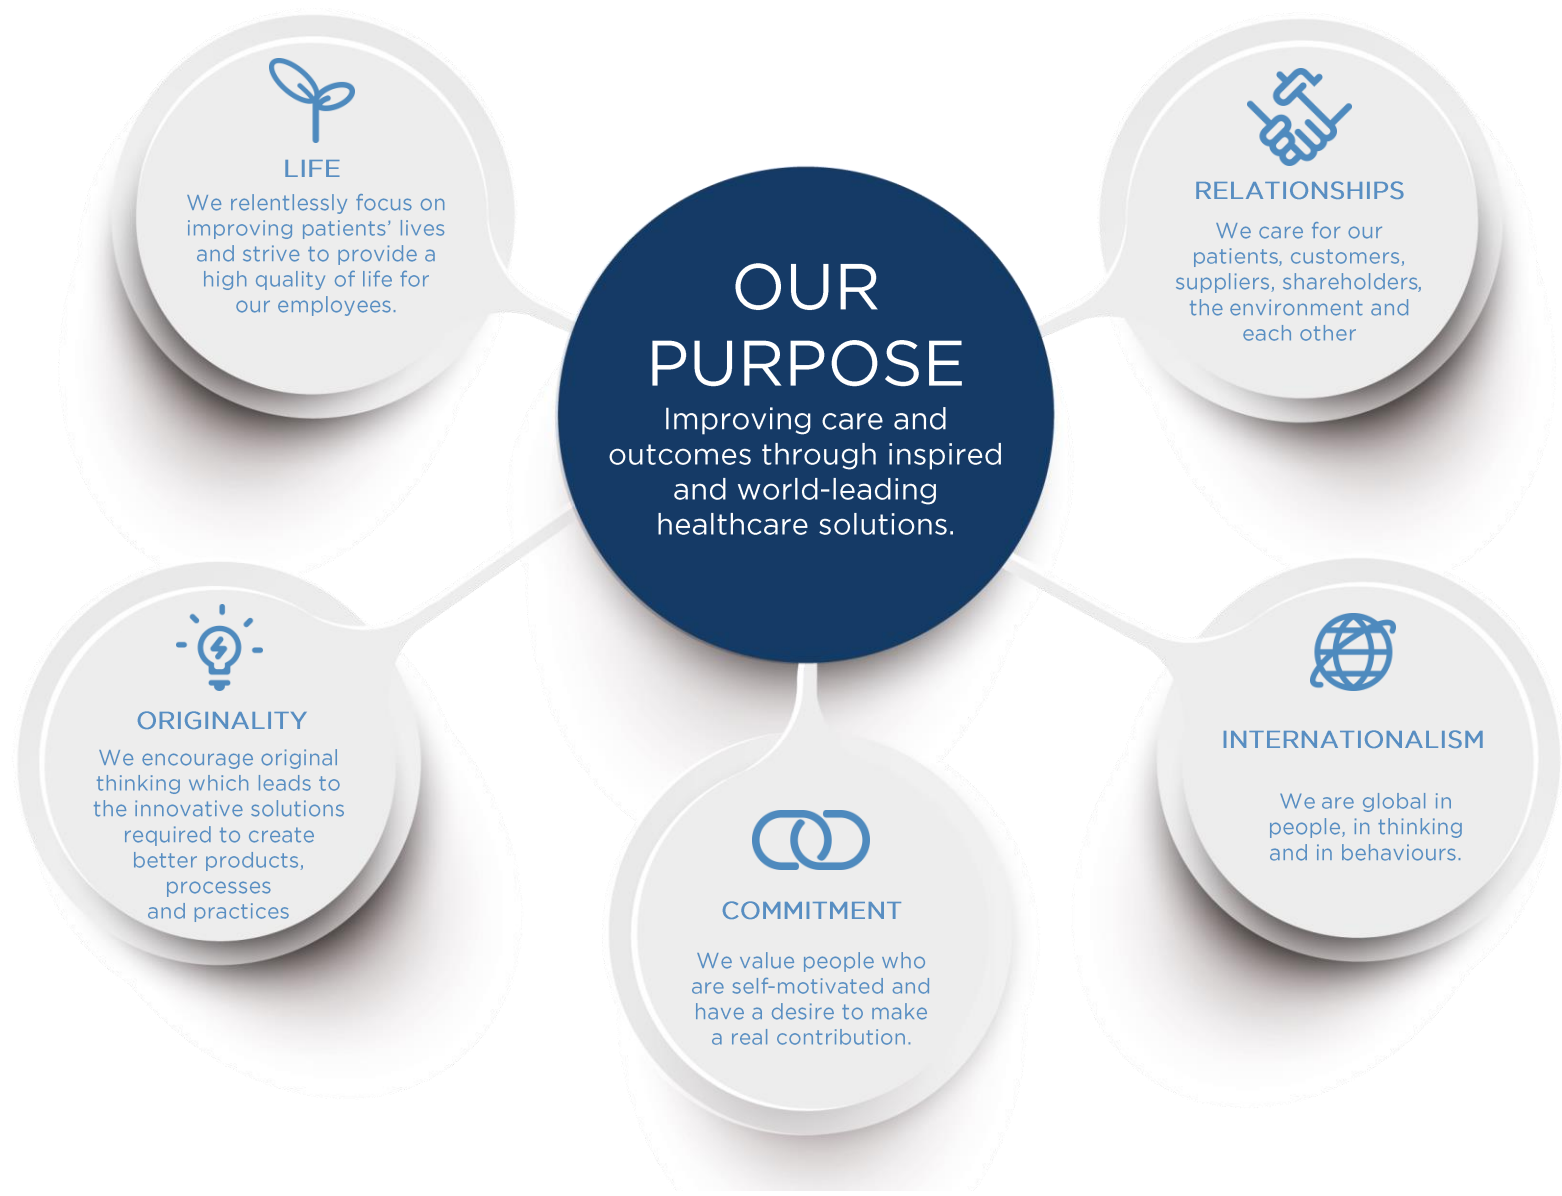 LIFE
We relentlessly focus on
improving patients’ lives
and strive to provide a
high quality of life for
our employees.
RELATIONSHIPS
We care for our
patients, customers,
suppliers, shareholders,
the environment and
each other
OUR
PURPOSE
Improving care and
outcomes through inspired
and world-leading
healthcare solutions.
ORIGINALITY
We encourage original
thinking which leads to
the innovative solutions
required to create
better products,
processes
and practices
COMMITMENT
We value people who
are self-motivated and
have a desire to make
a real contribution.
INTERNATIONALISM
We are global in
people, in thinking
and in behaviours.